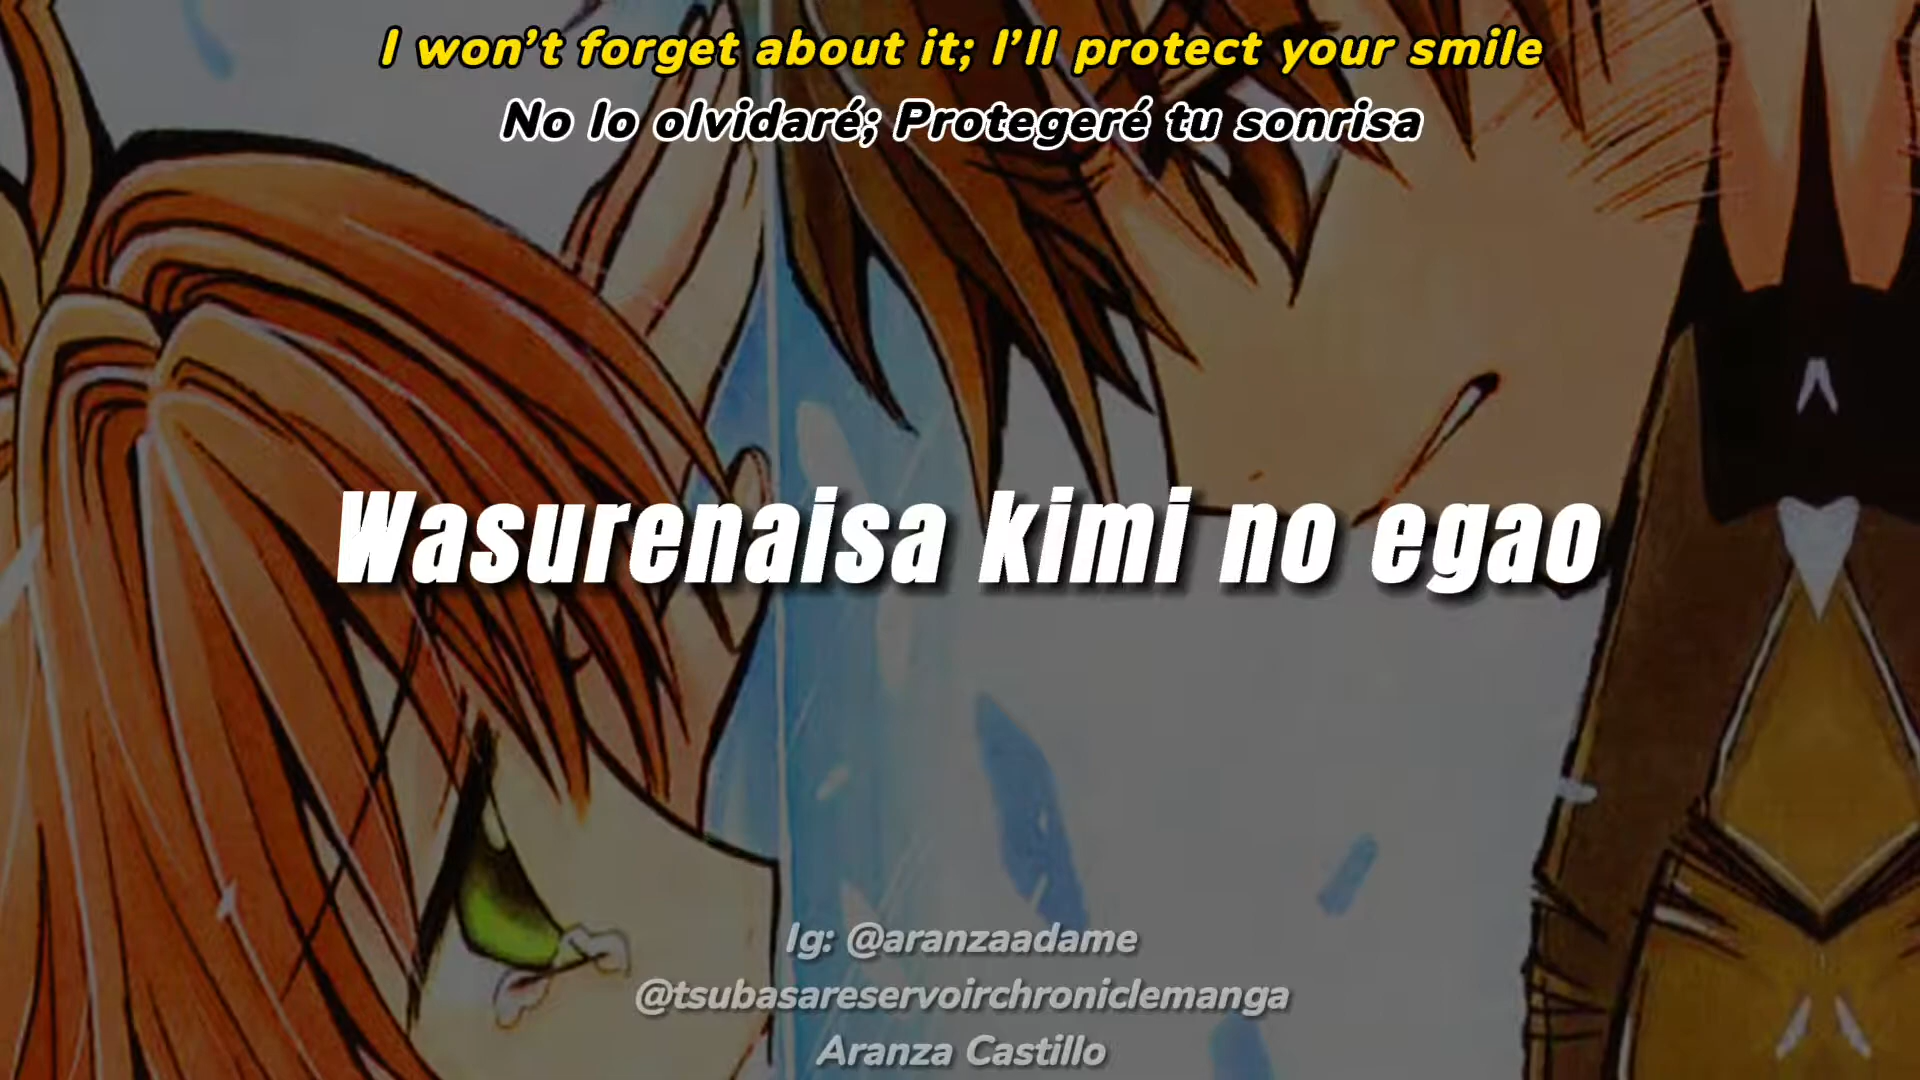 I won’t forget about it; I’ll protect your smile
No lo olvidaré; Protegeré tu sonrisa
Wasurenaisa kimi no egao
Ig: @aranzaadame
@tsubasareservoirchroniclemanga
Aranza Castillo